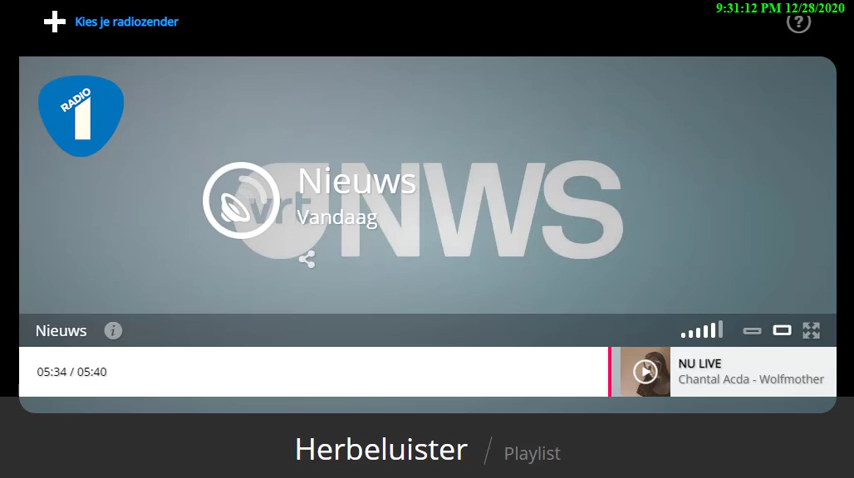 9:31:12 PM 12/28/2020
Kies je radiozender
?
RADIO
1
Nieuws
Vandaag
vrt NWS
Nieuws i
05:34 / 05:40
NU LIVE
Chantal Acda - Wolfmother
Herbeluister / Playlist